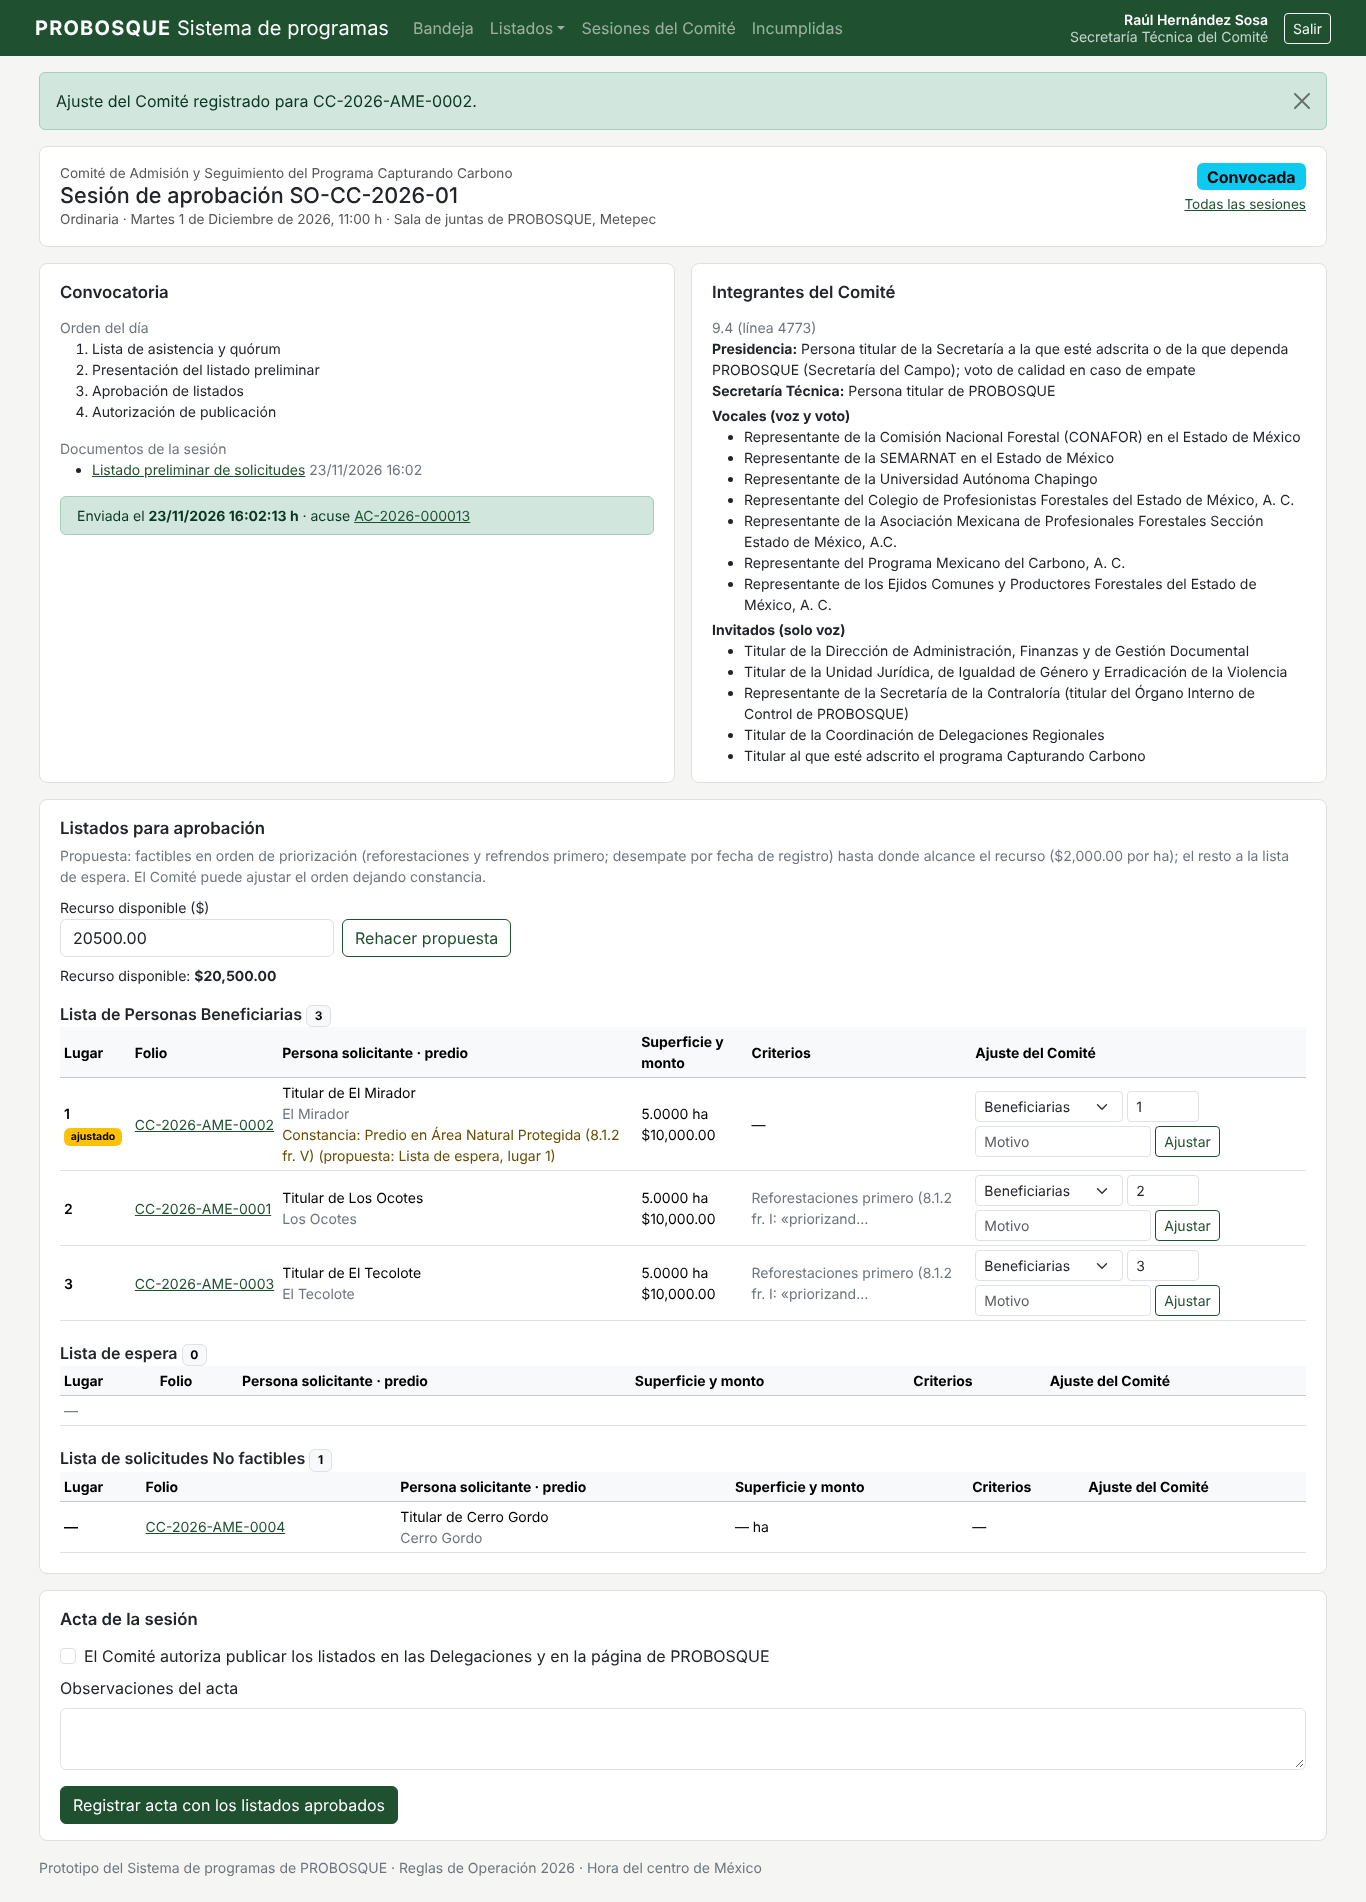 PROBOSQUE Sistema de programas
Bandeja
Listados
Sesiones del Comité
Incumplidas
Raúl Hernández Sosa
Secretaría Técnica del Comité
Salir
Ajuste del Comité registrado para CC-2026-AME-0002.
Comité de Admisión y Seguimiento del Programa Capturando Carbono
Sesión de aprobación SO-CC-2026-01
Ordinaria · Martes 1 de Diciembre de 2026, 11:00 h · Sala de juntas de PROBOSQUE, Metepec
Convocada
Todas las sesiones
Convocatoria
Orden del día
1. Lista de asistencia y quórum
2. Presentación del listado preliminar
3. Aprobación de listados
4. Autorización de publicación
Documentos de la sesión
Listado preliminar de solicitudes 23/11/2026 16:02
Enviada el 23/11/2026 16:02:13 h · acuse AC-2026-000013
Integrantes del Comité
9.4 (línea 4773)
Presidencia: Persona titular de la Secretaría a la que esté adscrita o de la que dependa
PROBOSQUE (Secretaría del Campo); voto de calidad en caso de empate
Secretaría Técnica: Persona titular de PROBOSQUE
Vocales (voz y voto)
Representante de la Comisión Nacional Forestal (CONAFOR) en el Estado de México
Representante de la SEMARNAT en el Estado de México
Representante de la Universidad Autónoma Chapingo
Representante del Colegio de Profesionistas Forestales del Estado de México, A. C.
Representante de la Asociación Mexicana de Profesionales Forestales Sección
Estado de México, A.C.
Representante del Programa Mexicano del Carbono, A. C.
Representante de los Ejidos Comunes y Productores Forestales del Estado de
México, A. C.
Invitados (solo voz)
Titular de la Dirección de Administración, Finanzas y de Gestión Documental
Titular de la Unidad Jurídica, de Igualdad de Género y Erradicación de la Violencia
Representante de la Secretaría de la Contraloría (titular del Órgano Interno de
Control de PROBOSQUE)
Titular de la Coordinación de Delegaciones Regionales
Titular al que esté adscrito el programa Capturando Carbono
Listados para aprobación
Propuesta: factibles en orden de priorización (reforestaciones y refrendos primero; desempate por fecha de registro) hasta donde alcance el recurso ($2,000.00 por ha); el resto a la lista
de espera. El Comité puede ajustar el orden dejando constancia.
Recurso disponible ($)
20500.00
Rehacer propuesta
Recurso disponible: $20,500.00
Lista de Personas Beneficiarias 3
Lugar
Folio
Persona solicitante · predio
Superficie y
monto
Criterios
Ajuste del Comité
1
ajustado
CC-2026-AME-0002
Titular de El Mirador
El Mirador
Constancia: Predio en Área Natural Protegida (8.1.2
fr. V) (propuesta: Lista de espera, lugar 1)
5.0000 ha
$10,000.00
—
Beneficiarias
1
Motivo
Ajustar
2
CC-2026-AME-0001
Titular de Los Ocotes
Los Ocotes
5.0000 ha
$10,000.00
Reforestaciones primero (8.1.2
fr. I: «priorizand...
Beneficiarias
2
Motivo
Ajustar
3
CC-2026-AME-0003
Titular de El Tecolote
El Tecolote
5.0000 ha
$10,000.00
Reforestaciones primero (8.1.2
fr. I: «priorizand...
Beneficiarias
3
Motivo
Ajustar
Lista de espera 0
Lugar
Folio
Persona solicitante · predio
Superficie y monto
Criterios
Ajuste del Comité
—
Lista de solicitudes No factibles 1
Lugar
Folio
Persona solicitante · predio
Superficie y monto
Criterios
Ajuste del Comité
—
CC-2026-AME-0004
Titular de Cerro Gordo
Cerro Gordo
— ha
—
Acta de la sesión
El Comité autoriza publicar los listados en las Delegaciones y en la página de PROBOSQUE
Observaciones del acta
Registrar acta con los listados aprobados
Prototipo del Sistema de programas de PROBOSQUE · Reglas de Operación 2026 · Hora del centro de México